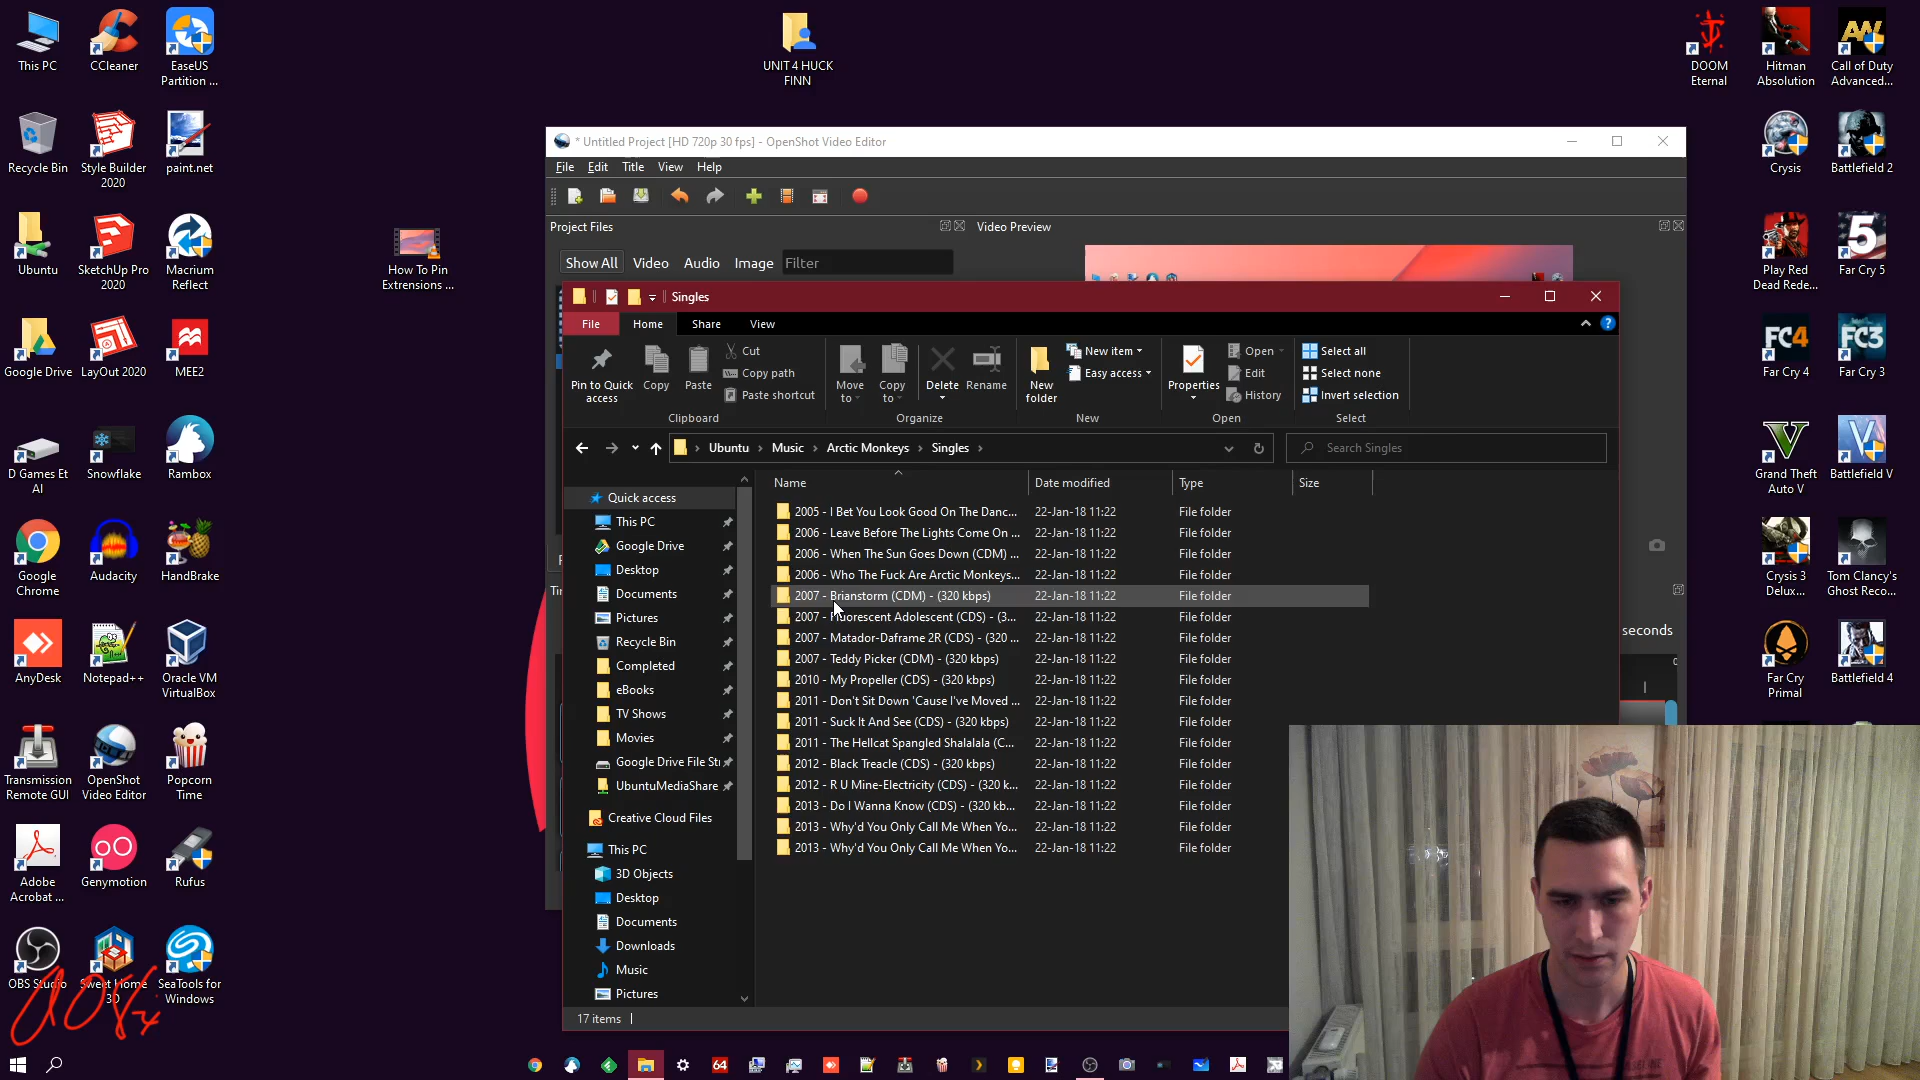 This PC
CCleaner
EaseUS
Partition ...
Recycle Bin
Style Builder
2020
paint.net
Ubuntu
SketchUp Pro
2020
Macrium
Reflect
Google Drive
LayOut 2020
MEE2
D Games Et
Al
Snowflake
Rambox
Google
Chrome
Audacity
HandBrake
AnyDesk
Notepad++
Oracle VM
VirtualBox
Transmission
Remote GUI
OpenShot
Video Editor
Popcorn
Time
Adobe
Acrobat ...
Genymotion
Rufus
OBS Studio
Sweet Home
3D
SeaTools for
Windows
UNIT 4 HUCK
FINN
How To Pin
Extrensions ...
* Untitled Project [HD 720p 30 fps] - OpenShot Video Editor
File Edit Title View Help
Project Files
Video Preview
Show All Video Audio Image Filter
Singles
File Home Share View
Pin to Quick
access
Copy
Paste
Cut
Copy path
Paste shortcut
Clipboard
Move
to
Copy
to
Delete
Rename
Organize
New
folder
New item
Easy access
New
Properties
Open
Edit
History
Open
Select all
Select none
Invert selection
Select
Ubuntu > Music > Arctic Monkeys > Singles >
Search Singles
Quick access
This PC
Google Drive
Desktop
Documents
Pictures
Recycle Bin
Completed
eBooks
TV Shows
Movies
Google Drive File Str
UbuntuMediaShare
Creative Cloud Files
This PC
3D Objects
Desktop
Documents
Downloads
Music
Pictures
Name Date modified Type Size
2005 - I Bet You Look Good On The Danc... 22-Jan-18 11:22 File folder
2006 - Leave Before The Lights Come On ... 22-Jan-18 11:22 File folder
2006 - When The Sun Goes Down (CDM) ... 22-Jan-18 11:22 File folder
2006 - Who The Fuck Are Arctic Monkeys... 22-Jan-18 11:22 File folder
2007 - Brianstorm (CDM) - (320 kbps) 22-Jan-18 11:22 File folder
2007 - Fluorescent Adolescent (CDS) - (3... 22-Jan-18 11:22 File folder
2007 - Matador-Daframe 2R (CDS) - (320 ... 22-Jan-18 11:22 File folder
2007 - Teddy Picker (CDM) - (320 kbps) 22-Jan-18 11:22 File folder
2010 - My Propeller (CDS) - (320 kbps) 22-Jan-18 11:22 File folder
2011 - Don't Sit Down 'Cause I've Moved ... 22-Jan-18 11:22 File folder
2011 - Suck It And See (CDS) - (320 kbps) 22-Jan-18 11:22 File folder
2011 - The Hellcat Spangled Shalalala (C... 22-Jan-18 11:22 File folder
2012 - Black Treacle (CDS) - (320 kbps) 22-Jan-18 11:22 File folder
2012 - R U Mine-Electricity (CDS) - (320 k... 22-Jan-18 11:22 File folder
2013 - Do I Wanna Know (CDS) - (320 kb... 22-Jan-18 11:22 File folder
2013 - Why'd You Only Call Me When Yo... 22-Jan-18 11:22 File folder
2013 - Why'd You Only Call Me When Yo... 22-Jan-18 11:22 File folder
17 items
seconds
DOOM
Eternal
Hitman
Absolution
Call of Duty
Advanced...
Crysis
Battlefield 2
Play Red
Dead Rede...
Far Cry 5
Far Cry 4
Far Cry 3
Grand Theft
Auto V
Battlefield V
Crysis 3
Delux...
Tom Clancy's
Ghost Reco...
Far Cry
Primal
Battlefield 4
64